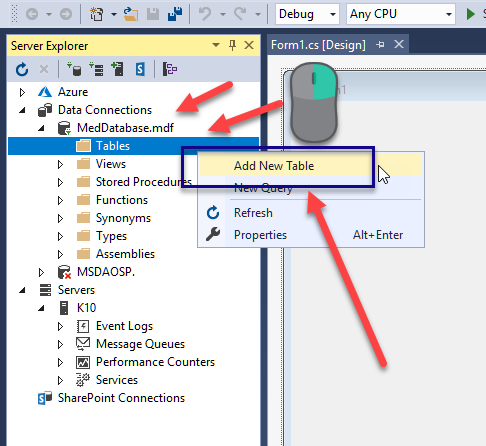 Debug Any CPU
Server Explorer
Form1.cs [Design]
Azure
Data Connections
MedDatabase.mdf
Tables
Views
Stored Procedures
Functions
Synonyms
Types
Assemblies
MSDAOSP.
Servers
K10
Event Logs
Message Queues
Performance Counters
Services
SharePoint Connections
Add New Table
New Query
Refresh
Properties Alt+Enter